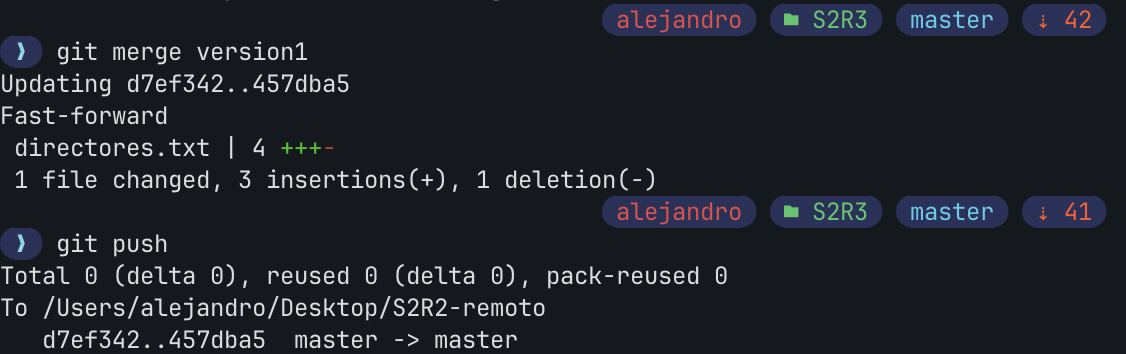 alejandro S2R3 master ⇣ 42
❯ git merge version1
Updating d7ef342..457dba5
Fast-forward
directores.txt | 4 +++-
1 file changed, 3 insertions(+), 1 deletion(-)
alejandro S2R3 master ⇣ 41
❯ git push
Total 0 (delta 0), reused 0 (delta 0), pack-reused 0
To /Users/alejandro/Desktop/S2R2-remoto
d7ef342..457dba5 master -> master